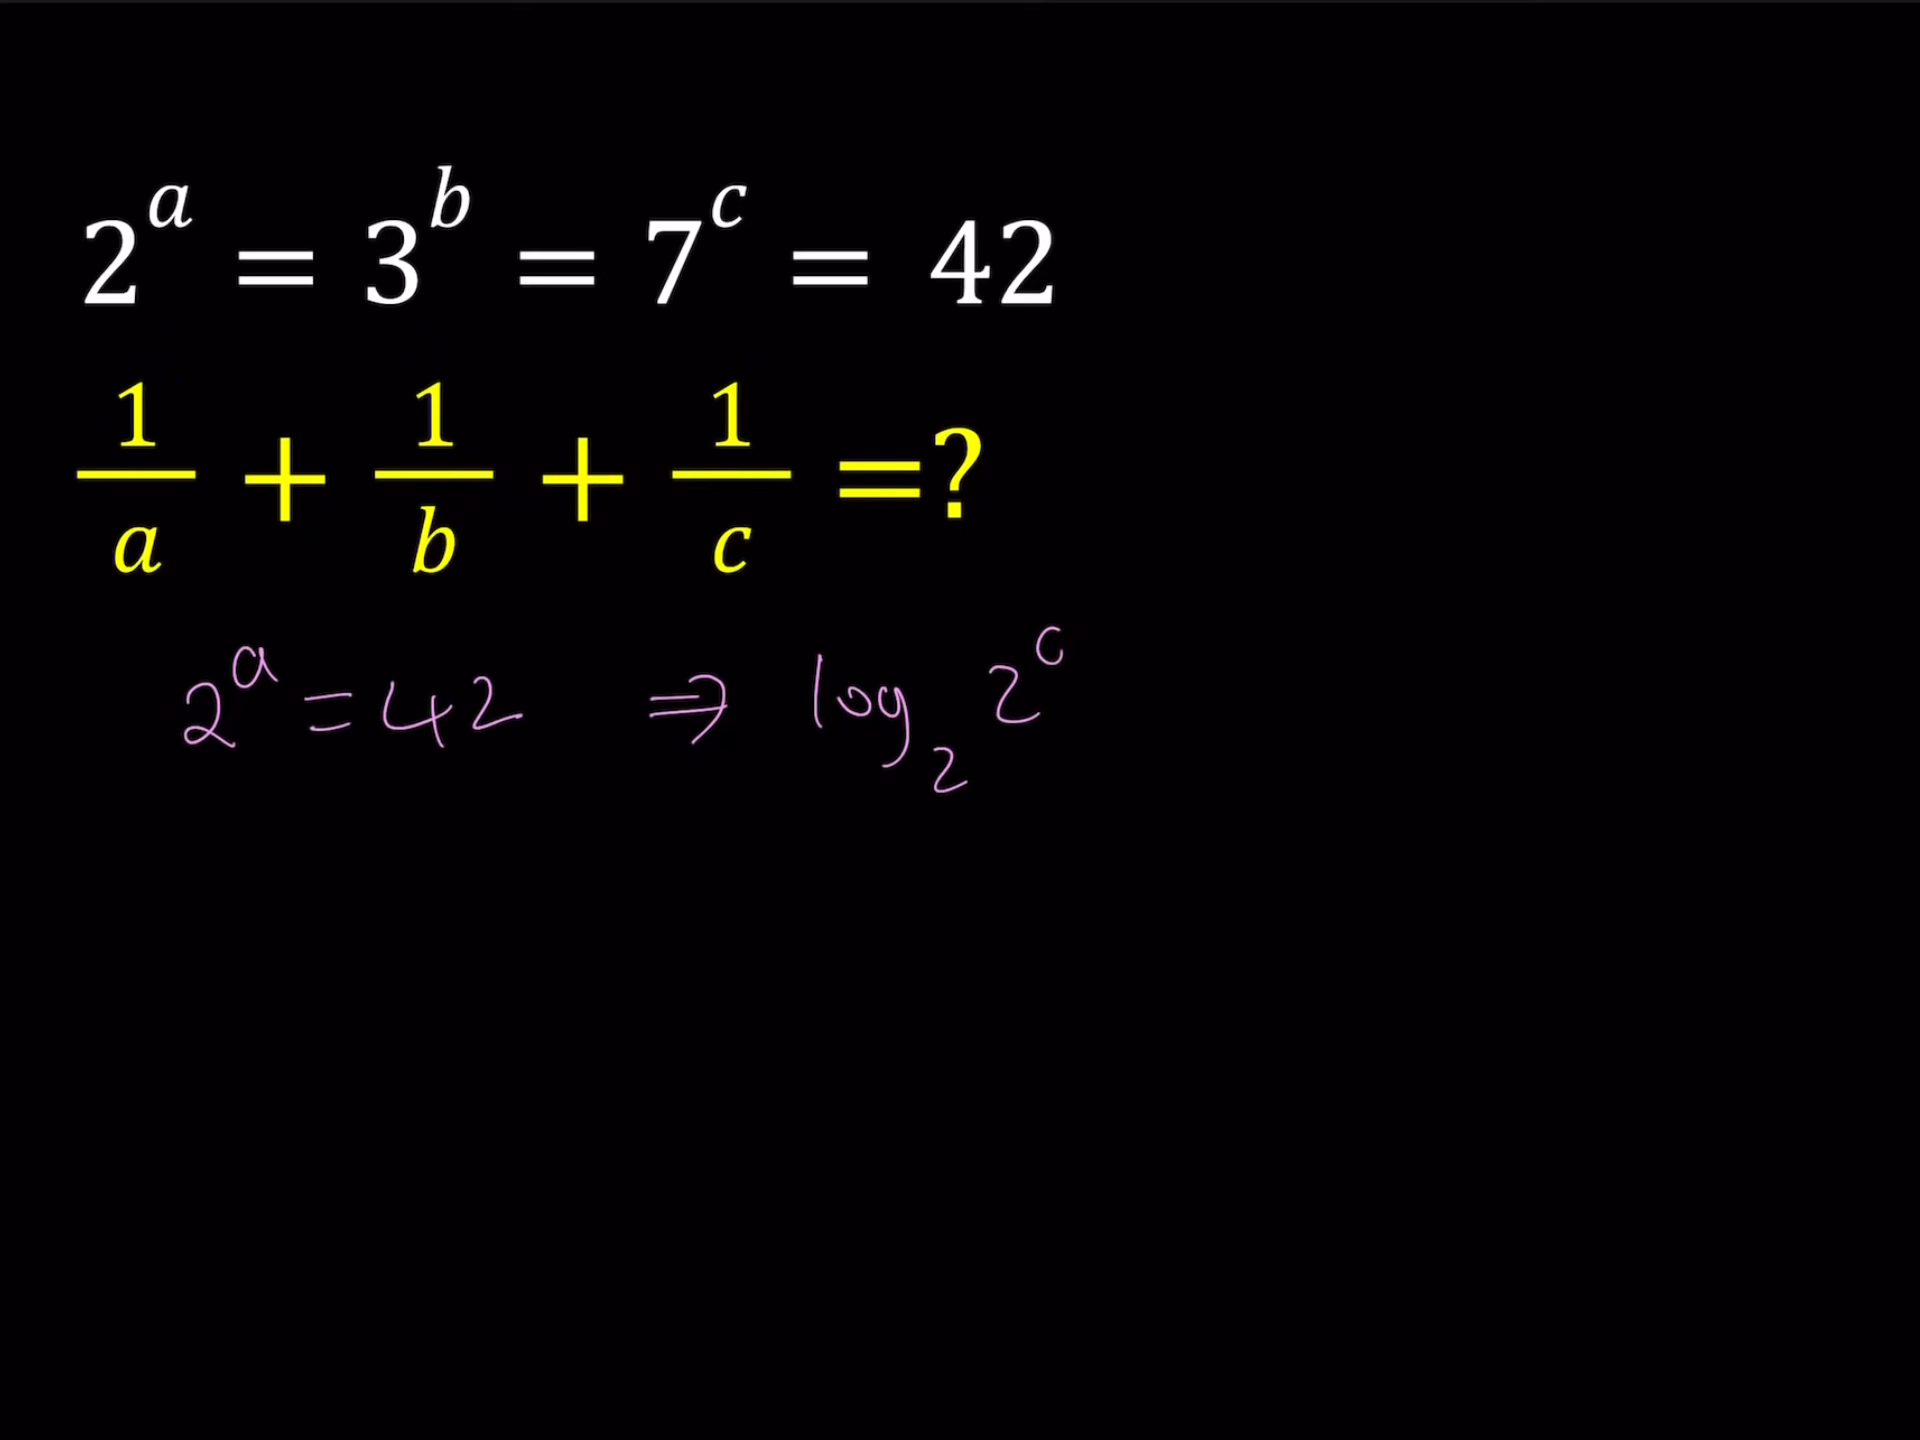 2^a = 3^b = 7^c = 42
1/a + 1/b + 1/c =?
2^a = 42 ⇒ log_2 2^c